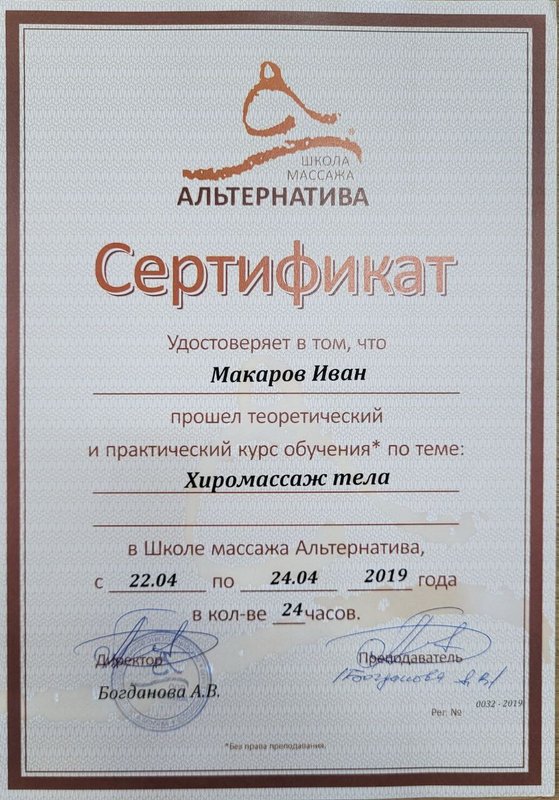 ШКОЛА
МАССАЖА
АЛЬТЕРНАТИВА
Сертификат
Удостоверяет в том, что
Макаров Иван
прошел теоретический
и практический курс обучения* по теме:
Хиромассаж тела
в Школе массажа Альтернатива,
с 22.04 по 24.04 2019 года
в кол-ве 24 часов.
Директор Преподаватель
Богданова А.В. /Богданова А.В/
Рег. № 0032 - 2019
*Без права преподавания.